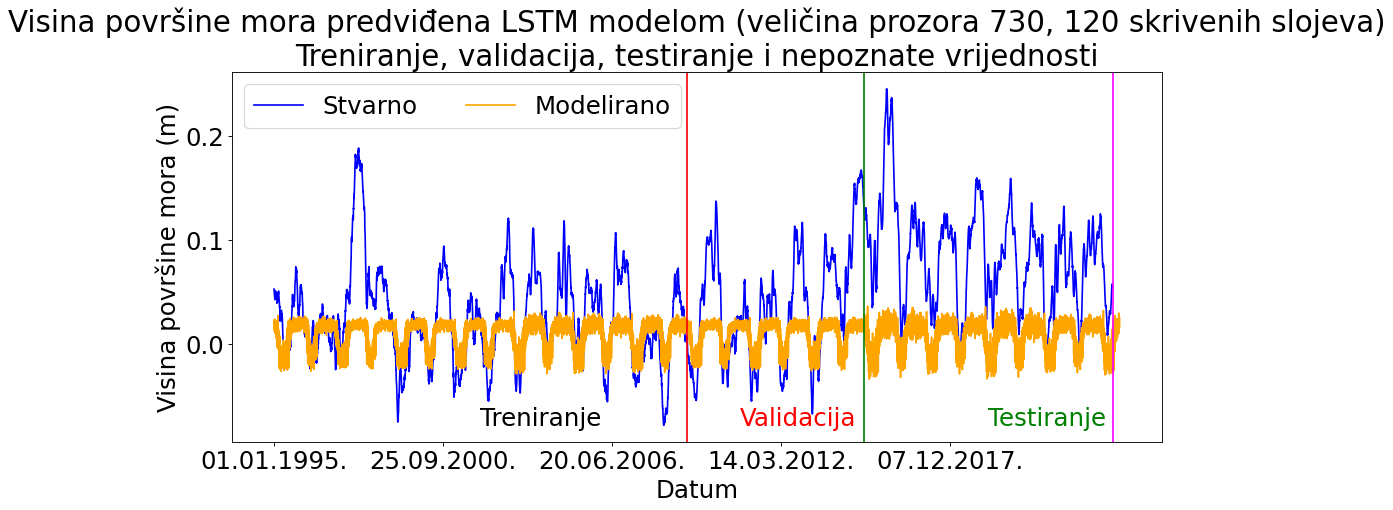 Visina površine mora predviđena LSTM modelom (veličina prozora 730, 120 skrivenih slojeva)
Treniranje, validacija, testiranje i nepoznate vrijednosti
Stvarno
Modelirano
Visina površine mora (m)
0.2
0.1
0.0
Treniranje
Validacija
Testiranje
01.01.1995.
25.09.2000.
20.06.2006.
14.03.2012.
07.12.2017.
Datum